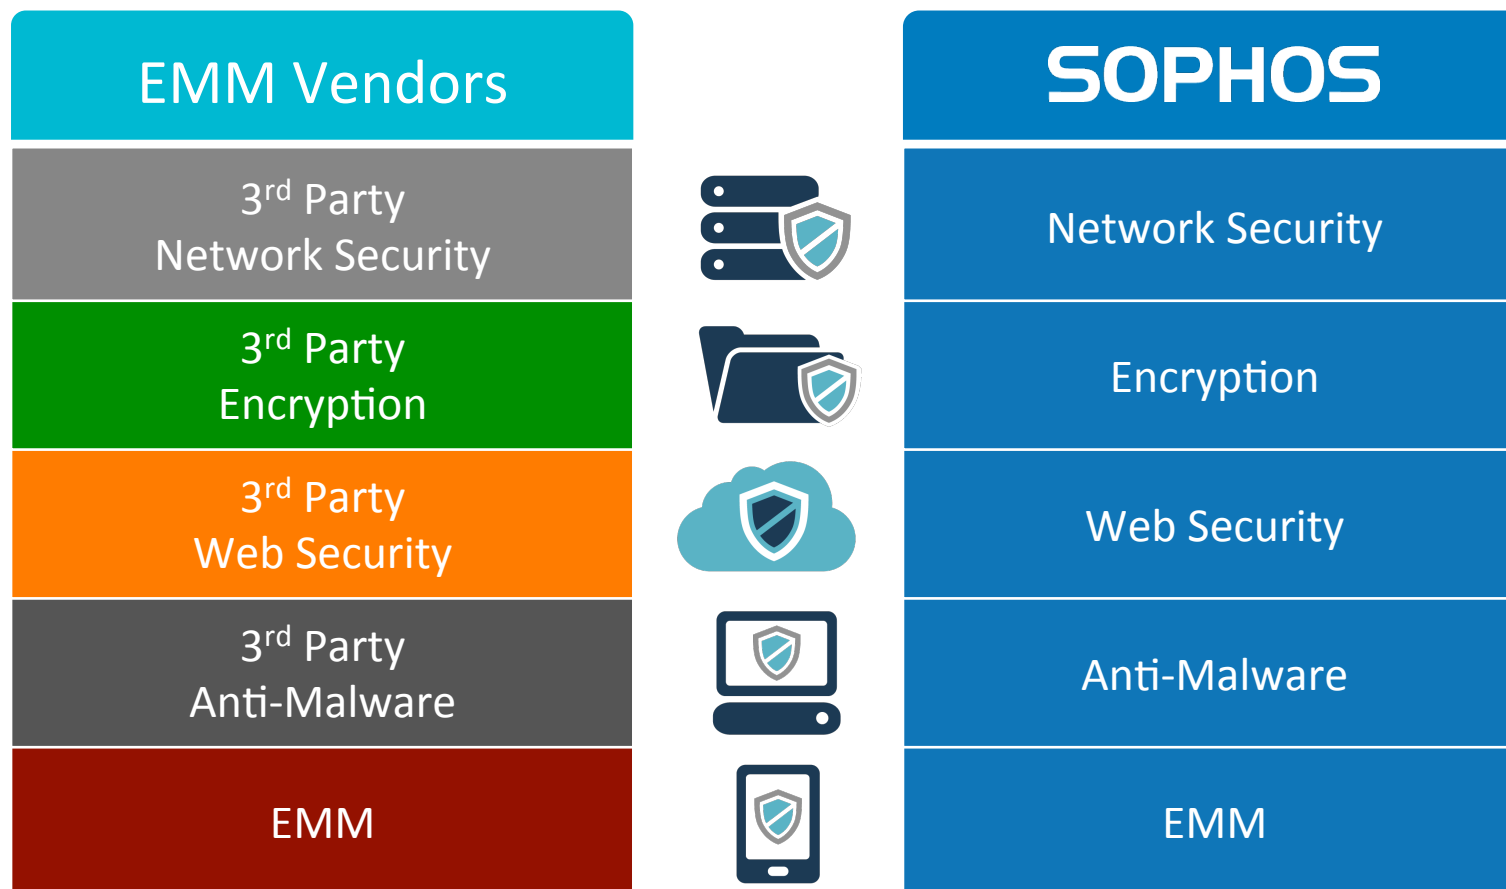 EMM Vendors
SOPHOS
3rd Party
Network Security
Network Security
3rd Party
Encryption
Encryption
3rd Party
Web Security
Web Security
3rd Party
Anti-Malware
Anti-Malware
EMM
EMM